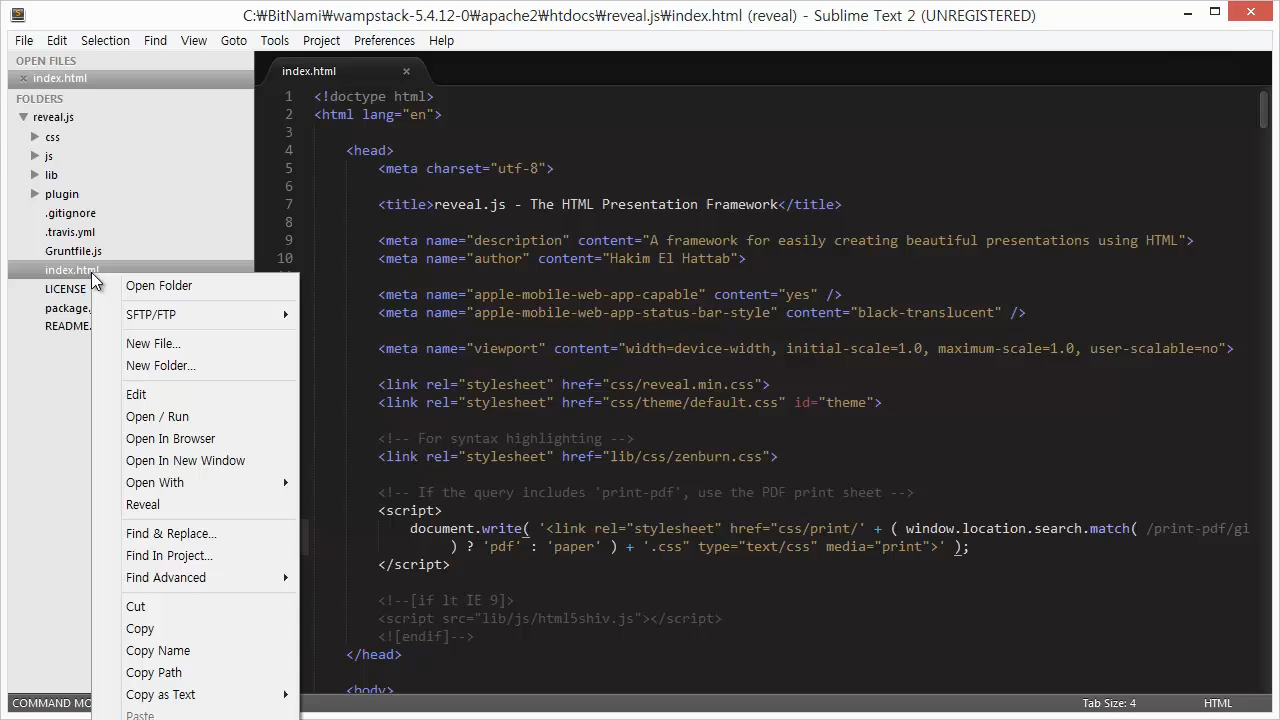 C:₩BitNami₩wampstack-5.4.12-0₩apache2₩htdocs₩reveal.js₩index.html (reveal) - Sublime Text 2 (UNREGISTERED)
File Edit Selection Find View Goto Tools Project Preferences Help
OPEN FILES
index.html
FOLDERS
reveal.js
css
js
lib
plugin
.gitignore
.travis.yml
Gruntfile.js
index.html
LICENSE
package.
README.
Open Folder
SFTP/FTP
New File...
New Folder...
Edit
Open / Run
Open In Browser
Open In New Window
Open With
Reveal
Find & Replace...
Find In Project...
Find Advanced
Cut
Copy
Copy Name
Copy Path
Copy as Text
Paste
index.html
1 <!doctype html>
2 <html lang="en">
3
4 <head>
5 <meta charset="utf-8">
6
7 <title>reveal.js - The HTML Presentation Framework</title>
8
9 <meta name="description" content="A framework for easily creating beautiful presentations using HTML">
10 <meta name="author" content="Hakim El Hattab">
<meta name="apple-mobile-web-app-capable" content="yes" />
<meta name="apple-mobile-web-app-status-bar-style" content="black-translucent" />
<meta name="viewport" content="width=device-width, initial-scale=1.0, maximum-scale=1.0, user-scalable=no">
<link rel="stylesheet" href="css/reveal.min.css">
<link rel="stylesheet" href="css/theme/default.css" id="theme">
<!-- For syntax highlighting -->
<link rel="stylesheet" href="lib/css/zenburn.css">
<!-- If the query includes 'print-pdf', use the PDF print sheet -->
<script>
document.write( '<link rel="stylesheet" href="css/print/' + ( window.location.search.match( /print-pdf/gi
) ? 'pdf' : 'paper' ) + '.css" type="text/css" media="print">' );
</script>
<!--[if lt IE 9]>
<script src="lib/js/html5shiv.js"></script>
<![endif]-->
</head>
<body>
COMMAND MO
Tab Size: 4
HTML